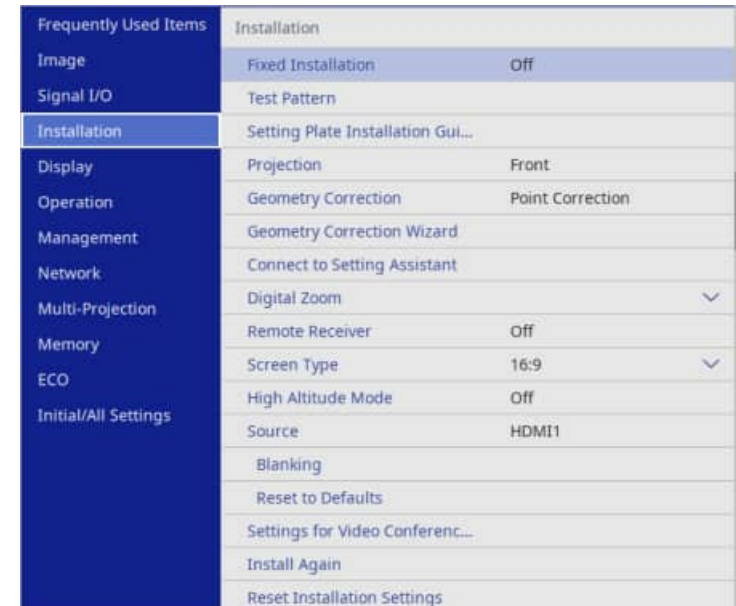 Frequently Used Items
Image
Signal I/O
Installation
Display
Operation
Management
Network
Multi-Projection
Memory
ECO
Initial/All Settings
Installation
Fixed Installation Off
Test Pattern
Setting Plate Installation Gui...
Projection Front
Geometry Correction Point Correction
Geometry Correction Wizard
Connect to Setting Assistant
Digital Zoom
Remote Receiver Off
Screen Type 16:9
High Altitude Mode Off
Source HDMI1
Blanking
Reset to Defaults
Settings for Video Conferenc...
Install Again
Reset Installation Settings